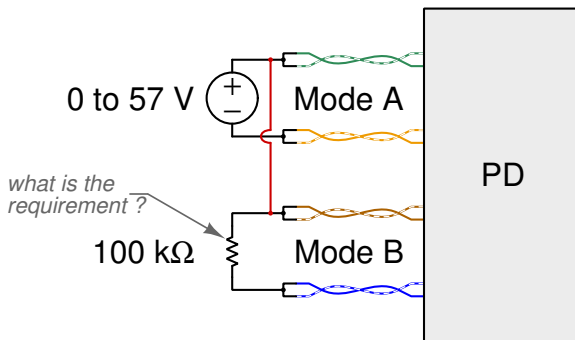 0 to 57 V
+
−
Mode A
PD
what is the
requirement ?
100 kΩ
Mode B